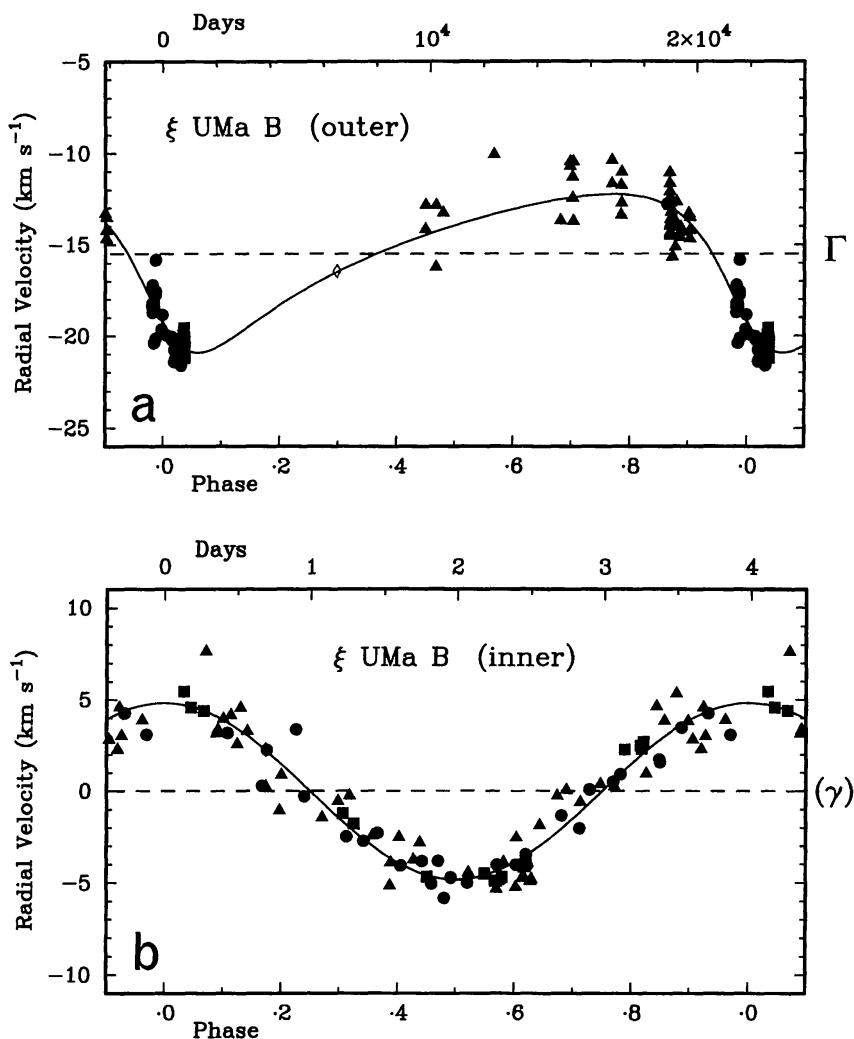 Days
0 10⁴ 2×10⁴
−5
ξ UMa B (outer)
−10
−15
Γ
−20
−25
Radial Velocity (km s⁻¹)
a
.0 .2 .4 .6 .8 .0
Phase
Days
0 1 2 3 4
10
ξ UMa B (inner)
5
0
(γ)
−5
−10
Radial Velocity (km s⁻¹)
b
.0 .2 .4 .6 .8 .0
Phase